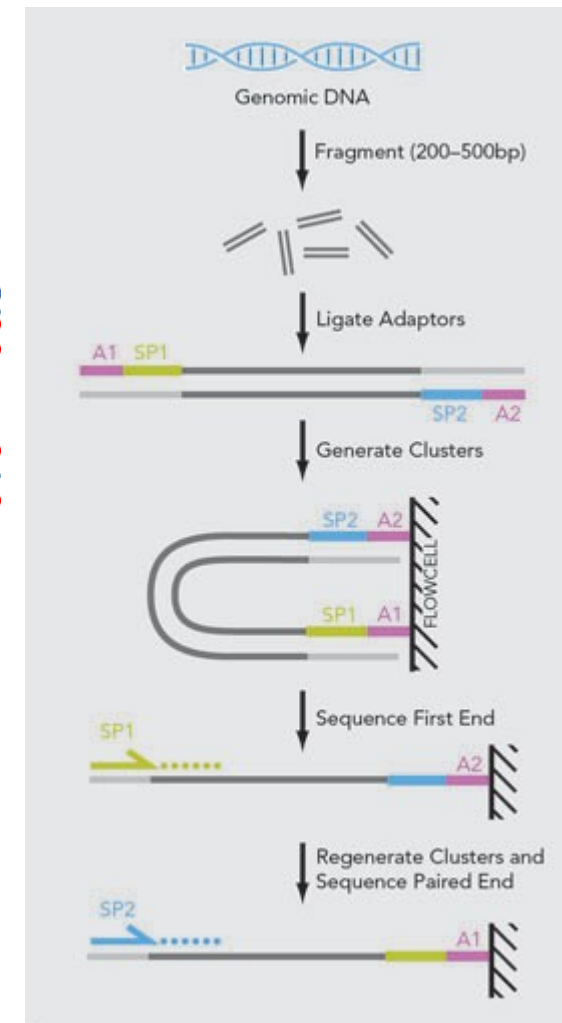 Genomic DNA
Fragment (200–500bp)
Ligate Adaptors
A1 SP1
SP2 A2
Generate Clusters
SP2 A2
FLOWCELL
SP1 A1
Sequence First End
SP1
A2
Regenerate Clusters and
Sequence Paired End
SP2
A1